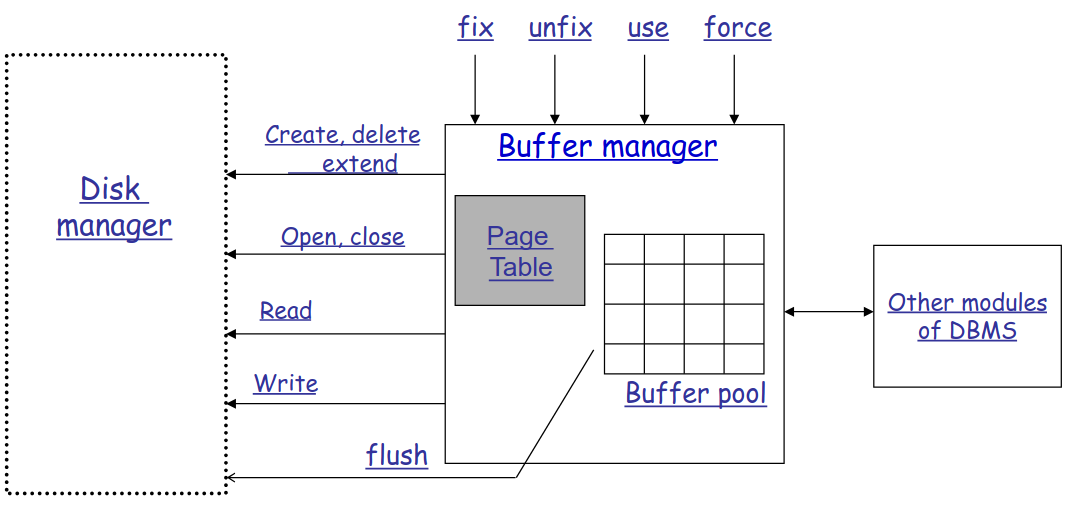 fix unfix use force
Buffer manager
Create, delete
extend
Disk
manager
Open, close
Page
Table
Read
Other modules
of DBMS
Write
Buffer pool
flush